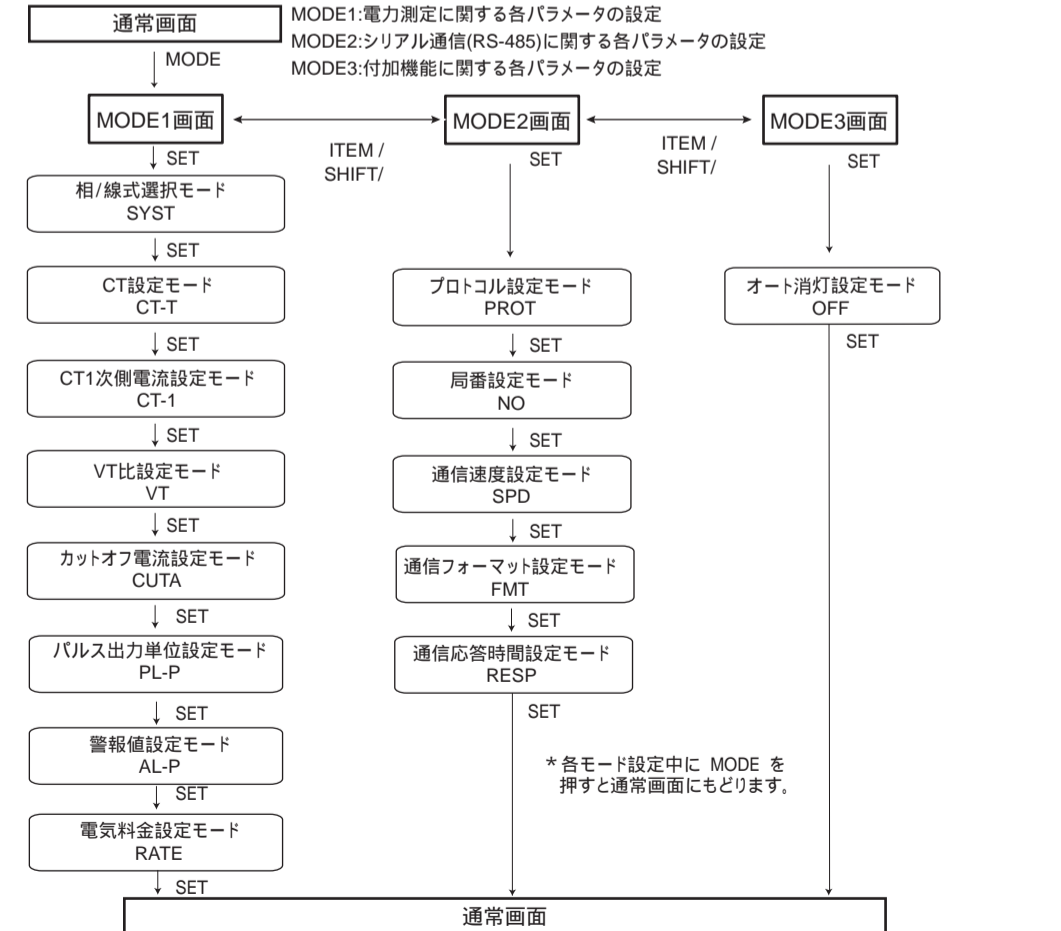 通常画面
MODE1:電力測定に関する各パラメータの設定
MODE2:シリアル通信(RS-485)に関する各パラメータの設定
MODE3:付加機能に関する各パラメータの設定
MODE
MODE1画面
ITEM /
SHIFT/
MODE2画面
ITEM /
SHIFT/
MODE3画面
SET
相/線式選択モード
SYST
SET
CT設定モード
CT-T
SET
CT1次側電流設定モード
CT-1
SET
VT比設定モード
VT
SET
カットオフ電流設定モード
CUTA
SET
パルス出力単位設定モード
PL-P
SET
警報値設定モード
AL-P
SET
電気料金設定モード
RATE
SET
SET
プロトコル設定モード
PROT
SET
局番設定モード
NO
SET
通信速度設定モード
SPD
SET
通信フォーマット設定モード
FMT
SET
通信応答時間設定モード
RESP
SET
SET
オート消灯設定モード
OFF
SET
*各モード設定中に MODE を
押すと通常画面にもどります。
通常画面